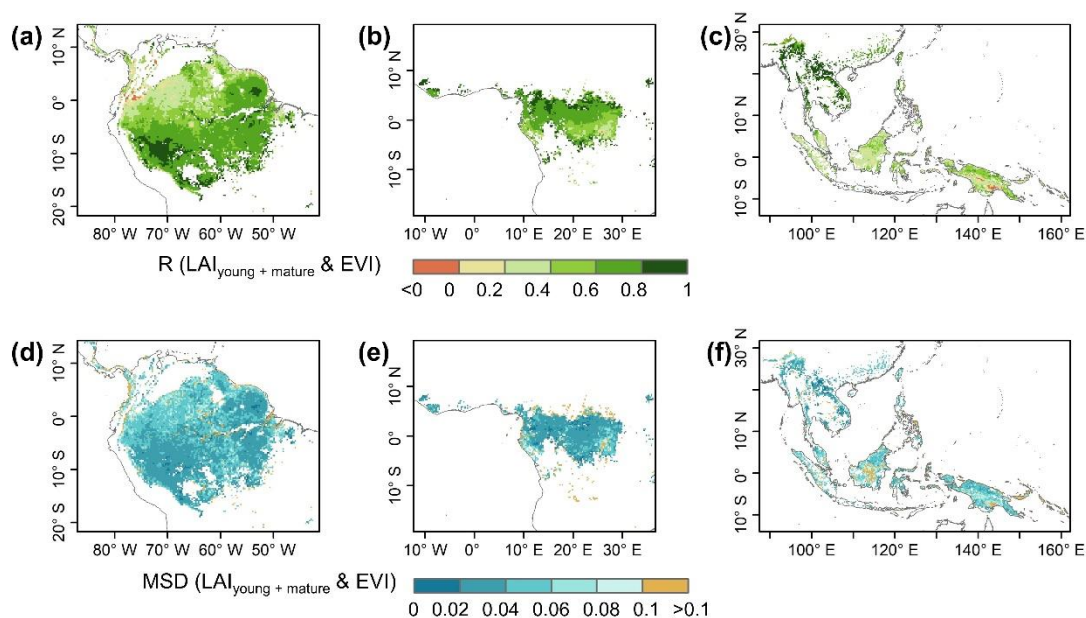 (a)
10° N
0°
10° S
20° S
80° W 70° W 60° W 50° W
(b)
10° N
0°
10° S
10° W 0° 10° E 20° E 30° E
(c)
30° N
20° N
10° N
0°
10° S
100° E 120° E 140° E 160° E
R (LAIyoung + mature & EVI)
<0 0 0.2 0.4 0.6 0.8 1
(d)
10° N
0°
10° S
20° S
80° W 70° W 60° W 50° W
(e)
10° N
0°
10° S
10° W 0° 10° E 20° E 30° E
(f)
30° N
20° N
10° N
0°
10° S
100° E 120° E 140° E 160° E
MSD (LAIyoung + mature & EVI)
0 0.02 0.04 0.06 0.08 0.1 >0.1